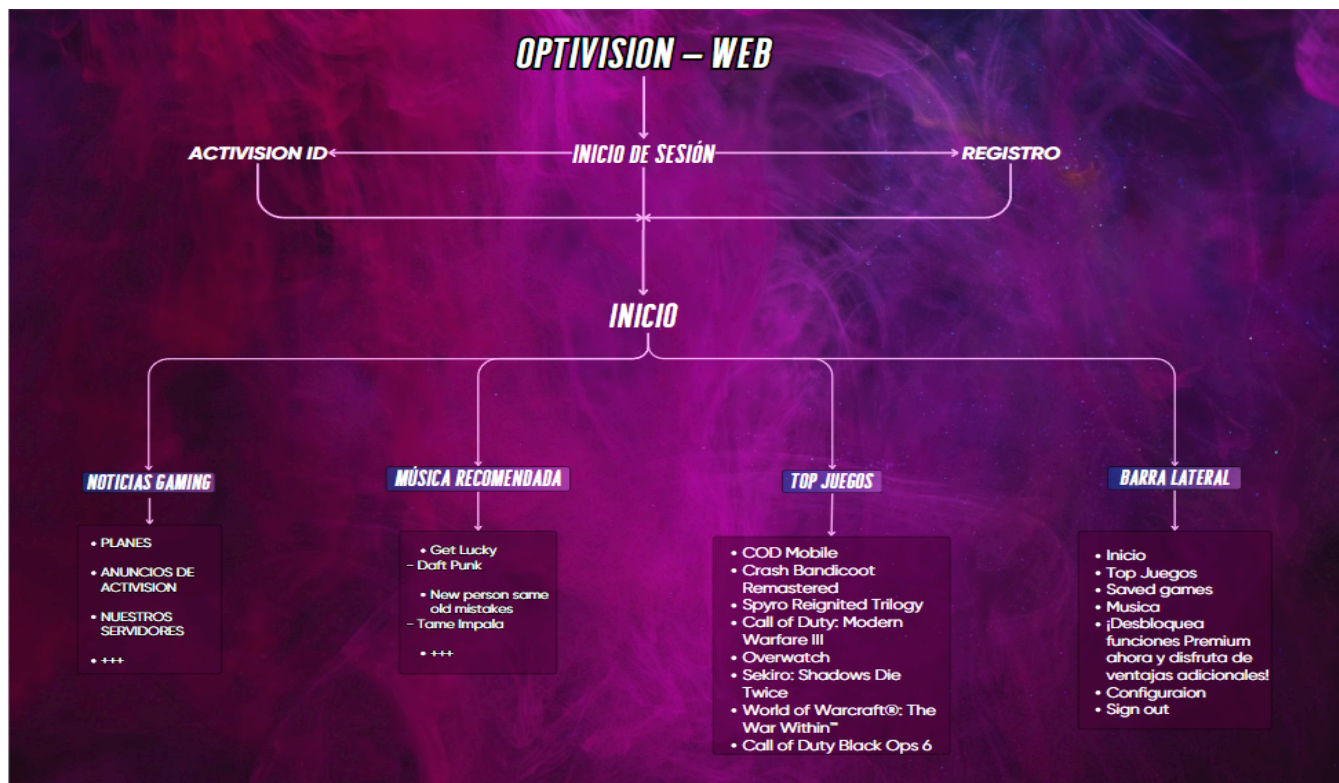 OPTIVISION – WEB
ACTIVISION ID
INICIO DE SESIÓN
REGISTRO
INICIO
NOTICIAS GAMING
• PLANES
• ANUNCIOS DE
ACTIVISION
• NUESTROS
SERVIDORES
• +++
MÚSICA RECOMENDADA
• Get Lucky
– Daft Punk
• New person same
old mistakes
– Tame Impala
• +++
TOP JUEGOS
• COD Mobile
• Crash Bandicoot
Remastered
• Spyro Reignited Trilogy
• Call of Duty: Modern
Warfare III
• Overwatch
• Sekiro: Shadows Die
Twice
• World of Warcraft®: The
War Within™
• Call of Duty Black Ops 6
BARRA LATERAL
• Inicio
• Top Juegos
• Saved games
• Musica
• ¡Desbloquea
funciones Premium
ahora y disfruta de
ventajas adicionales!
• Configuraion
• Sign out